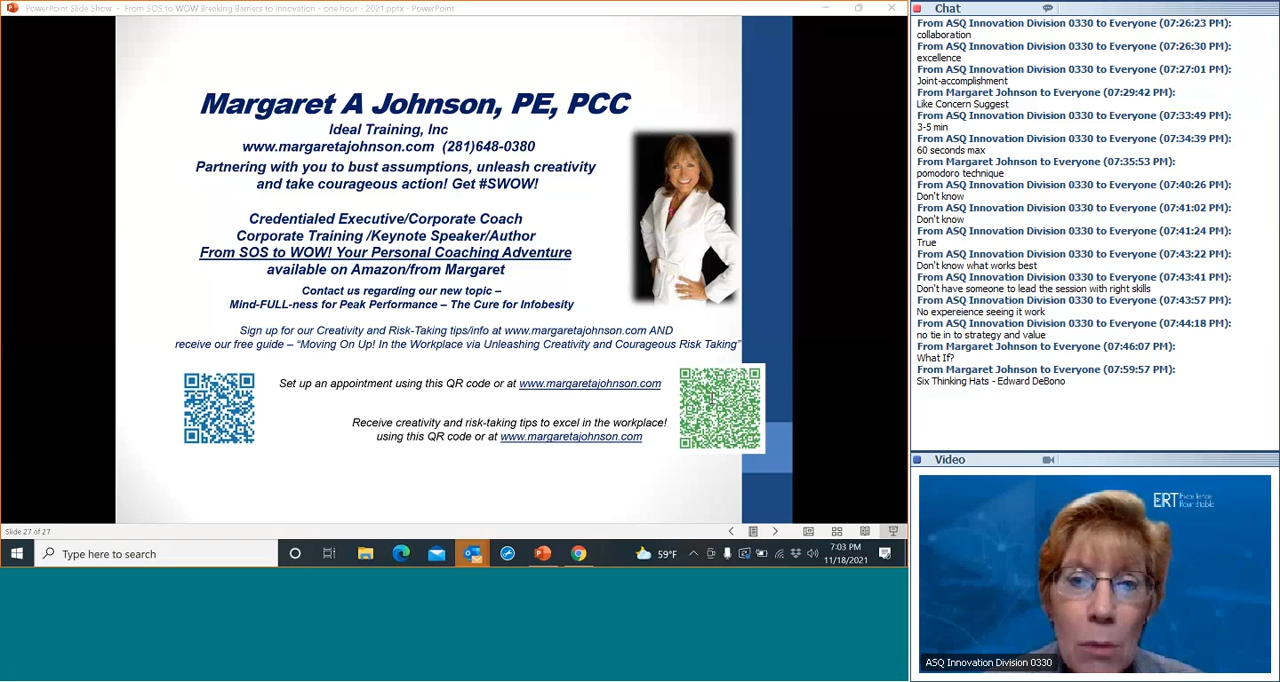 PowerPoint Slide Show - From SOS to WOW Breaking Barriers to Innovation - one hour - 2021.pptx - PowerPoint
Margaret A Johnson, PE, PCC
Ideal Training, Inc
www.margaretajohnson.com (281)648-0380
Partnering with you to bust assumptions, unleash creativity
and take courageous action! Get #SWOW!
Credentialed Executive/Corporate Coach
Corporate Training /Keynote Speaker/Author
From SOS to WOW! Your Personal Coaching Adventure
available on Amazon/from Margaret
Contact us regarding our new topic –
Mind-FULL-ness for Peak Performance – The Cure for Infobesity
Sign up for our Creativity and Risk-Taking tips/info at www.margaretajohnson.com AND
receive our free guide – “Moving On Up! In the Workplace via Unleashing Creativity and Courageous Risk Taking”
Set up an appointment using this QR code or at www.margaretajohnson.com
Receive creativity and risk-taking tips to excel in the workplace!
using this QR code or at www.margaretajohnson.com
Slide 27 of 27
Type here to search
59°F
7:03 PM
11/18/2021
Chat
From ASQ Innovation Division 0330 to Everyone (07:26:23 PM):
collaboration
From ASQ Innovation Division 0330 to Everyone (07:26:30 PM):
excellence
From ASQ Innovation Division 0330 to Everyone (07:27:01 PM):
Joint-accomplishment
From Margaret Johnson to Everyone (07:29:42 PM):
Like Concern Suggest
From ASQ Innovation Division 0330 to Everyone (07:33:49 PM):
3-5 min
From ASQ Innovation Division 0330 to Everyone (07:34:39 PM):
60 seconds max
From Margaret Johnson to Everyone (07:35:53 PM):
pomodoro technique
From ASQ Innovation Division 0330 to Everyone (07:40:26 PM):
Don't know
From ASQ Innovation Division 0330 to Everyone (07:41:02 PM):
Don't know
From ASQ Innovation Division 0330 to Everyone (07:41:24 PM):
True
From ASQ Innovation Division 0330 to Everyone (07:43:22 PM):
Don't know what works best
From ASQ Innovation Division 0330 to Everyone (07:43:41 PM):
Don't have someone to lead the session with right skills
From ASQ Innovation Division 0330 to Everyone (07:43:57 PM):
No expereience seeing it work
From ASQ Innovation Division 0330 to Everyone (07:44:18 PM):
no tie in to strategy and value
From Margaret Johnson to Everyone (07:46:07 PM):
What If?
From Margaret Johnson to Everyone (07:59:57 PM):
Six Thinking Hats - Edward DeBono
Video
ERT Excellence
Roundtable
ASQ Innovation Division 0330